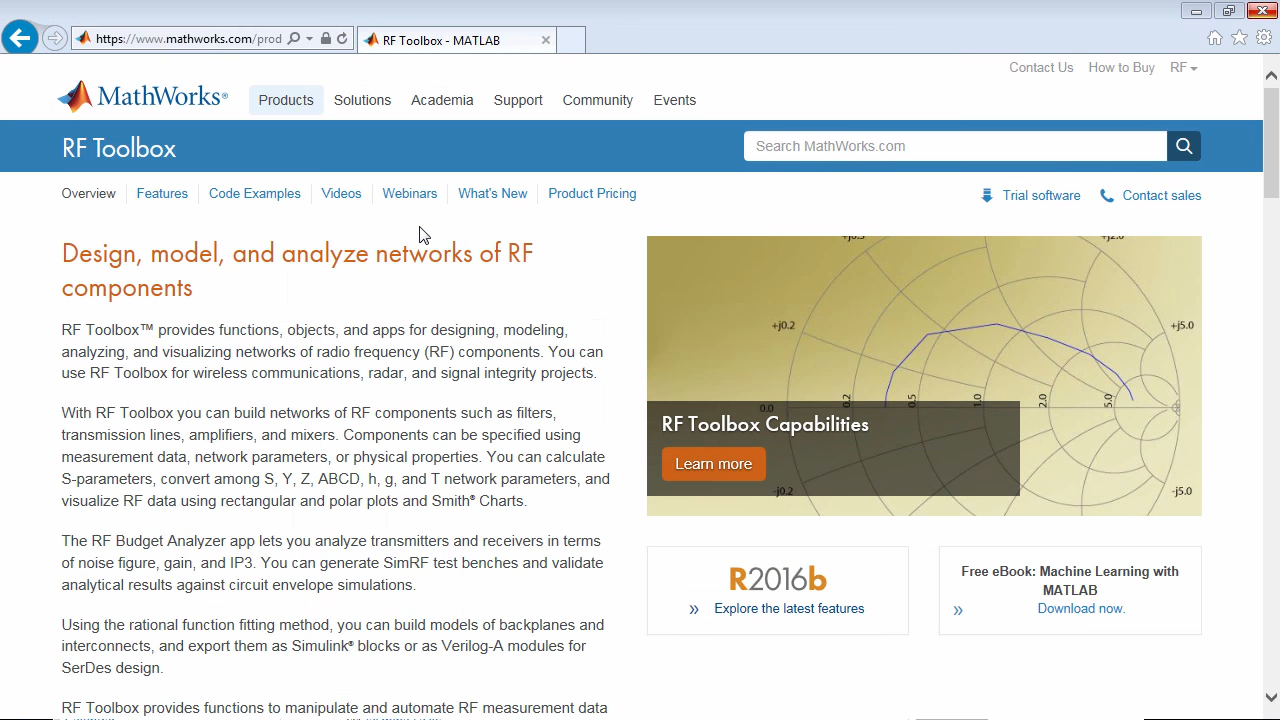 https://www.mathworks.com/prod
RF Toolbox - MATLAB
Contact Us How to Buy RF
MathWorks®
Products Solutions Academia Support Community Events
RF Toolbox
Search MathWorks.com
Overview Features Code Examples Videos Webinars What's New Product Pricing
Trial software Contact sales
Design, model, and analyze networks of RF
components
RF Toolbox™ provides functions, objects, and apps for designing, modeling,
analyzing, and visualizing networks of radio frequency (RF) components. You can
use RF Toolbox for wireless communications, radar, and signal integrity projects.
With RF Toolbox you can build networks of RF components such as filters,
transmission lines, amplifiers, and mixers. Components can be specified using
measurement data, network parameters, or physical properties. You can calculate
S-parameters, convert among S, Y, Z, ABCD, h, g, and T network parameters, and
visualize RF data using rectangular and polar plots and Smith® Charts.
The RF Budget Analyzer app lets you analyze transmitters and receivers in terms
of noise figure, gain, and IP3. You can generate SimRF test benches and validate
analytical results against circuit envelope simulations.
Using the rational function fitting method, you can build models of backplanes and
interconnects, and export them as Simulink® blocks or as Verilog-A modules for
SerDes design.
RF Toolbox provides functions to manipulate and automate RF measurement data
+j0.5 +j2.0
+j0.2 +j5.0
0.0 0.2 0.5 1.0 2.0 5.0
-j0.2 -j5.0
RF Toolbox Capabilities
Learn more
R2016b
» Explore the latest features
Free eBook: Machine Learning with
MATLAB
» Download now.